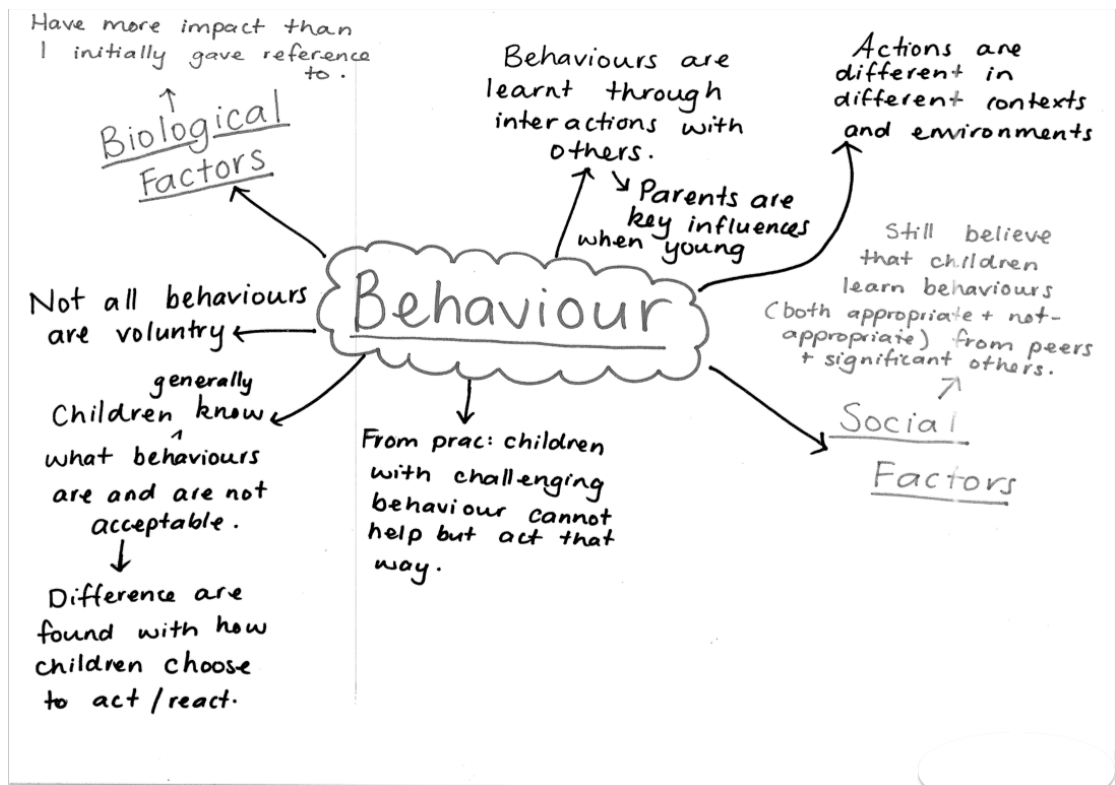 Have more impact than
I initially gave reference
to.
Biological
Factors
Behaviours are
learnt through
interactions with
others.
Parents are
key influences
when young
Actions are
different in
different contexts
and environments
Still believe
that children
learn behaviours
(both appropriate + not-
appropriate) from peers
+ significant others.
Social
Factors
Behaviour
Not all behaviours
are voluntry
generally
Children ^ know
what behaviours
are and are not
acceptable.
Difference are
found with how
children choose
to act / react.
From prac: children
with challenging
behaviour cannot
help but act that
way.